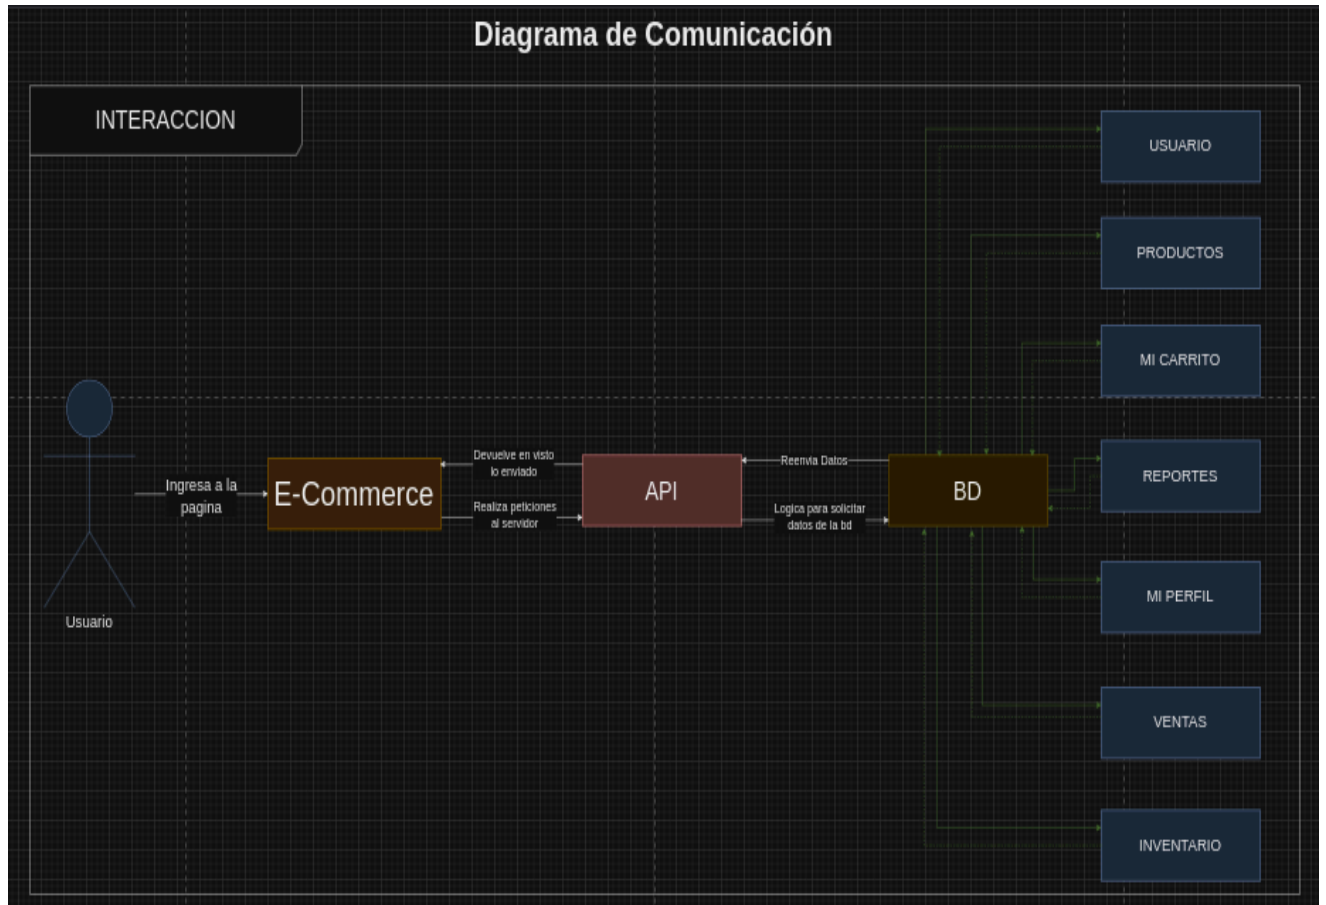 Diagrama de Comunicación
INTERACCION
USUARIO
PRODUCTOS
MI CARRITO
Devuelve en visto
lo enviado
Reenvia Datos
REPORTES
Ingresa a la
pagina
E-Commerce
API
BD
Realiza peticiones
al servidor
Logica para solicitar
datos de la bd
MI PERFIL
Usuario
VENTAS
INVENTARIO